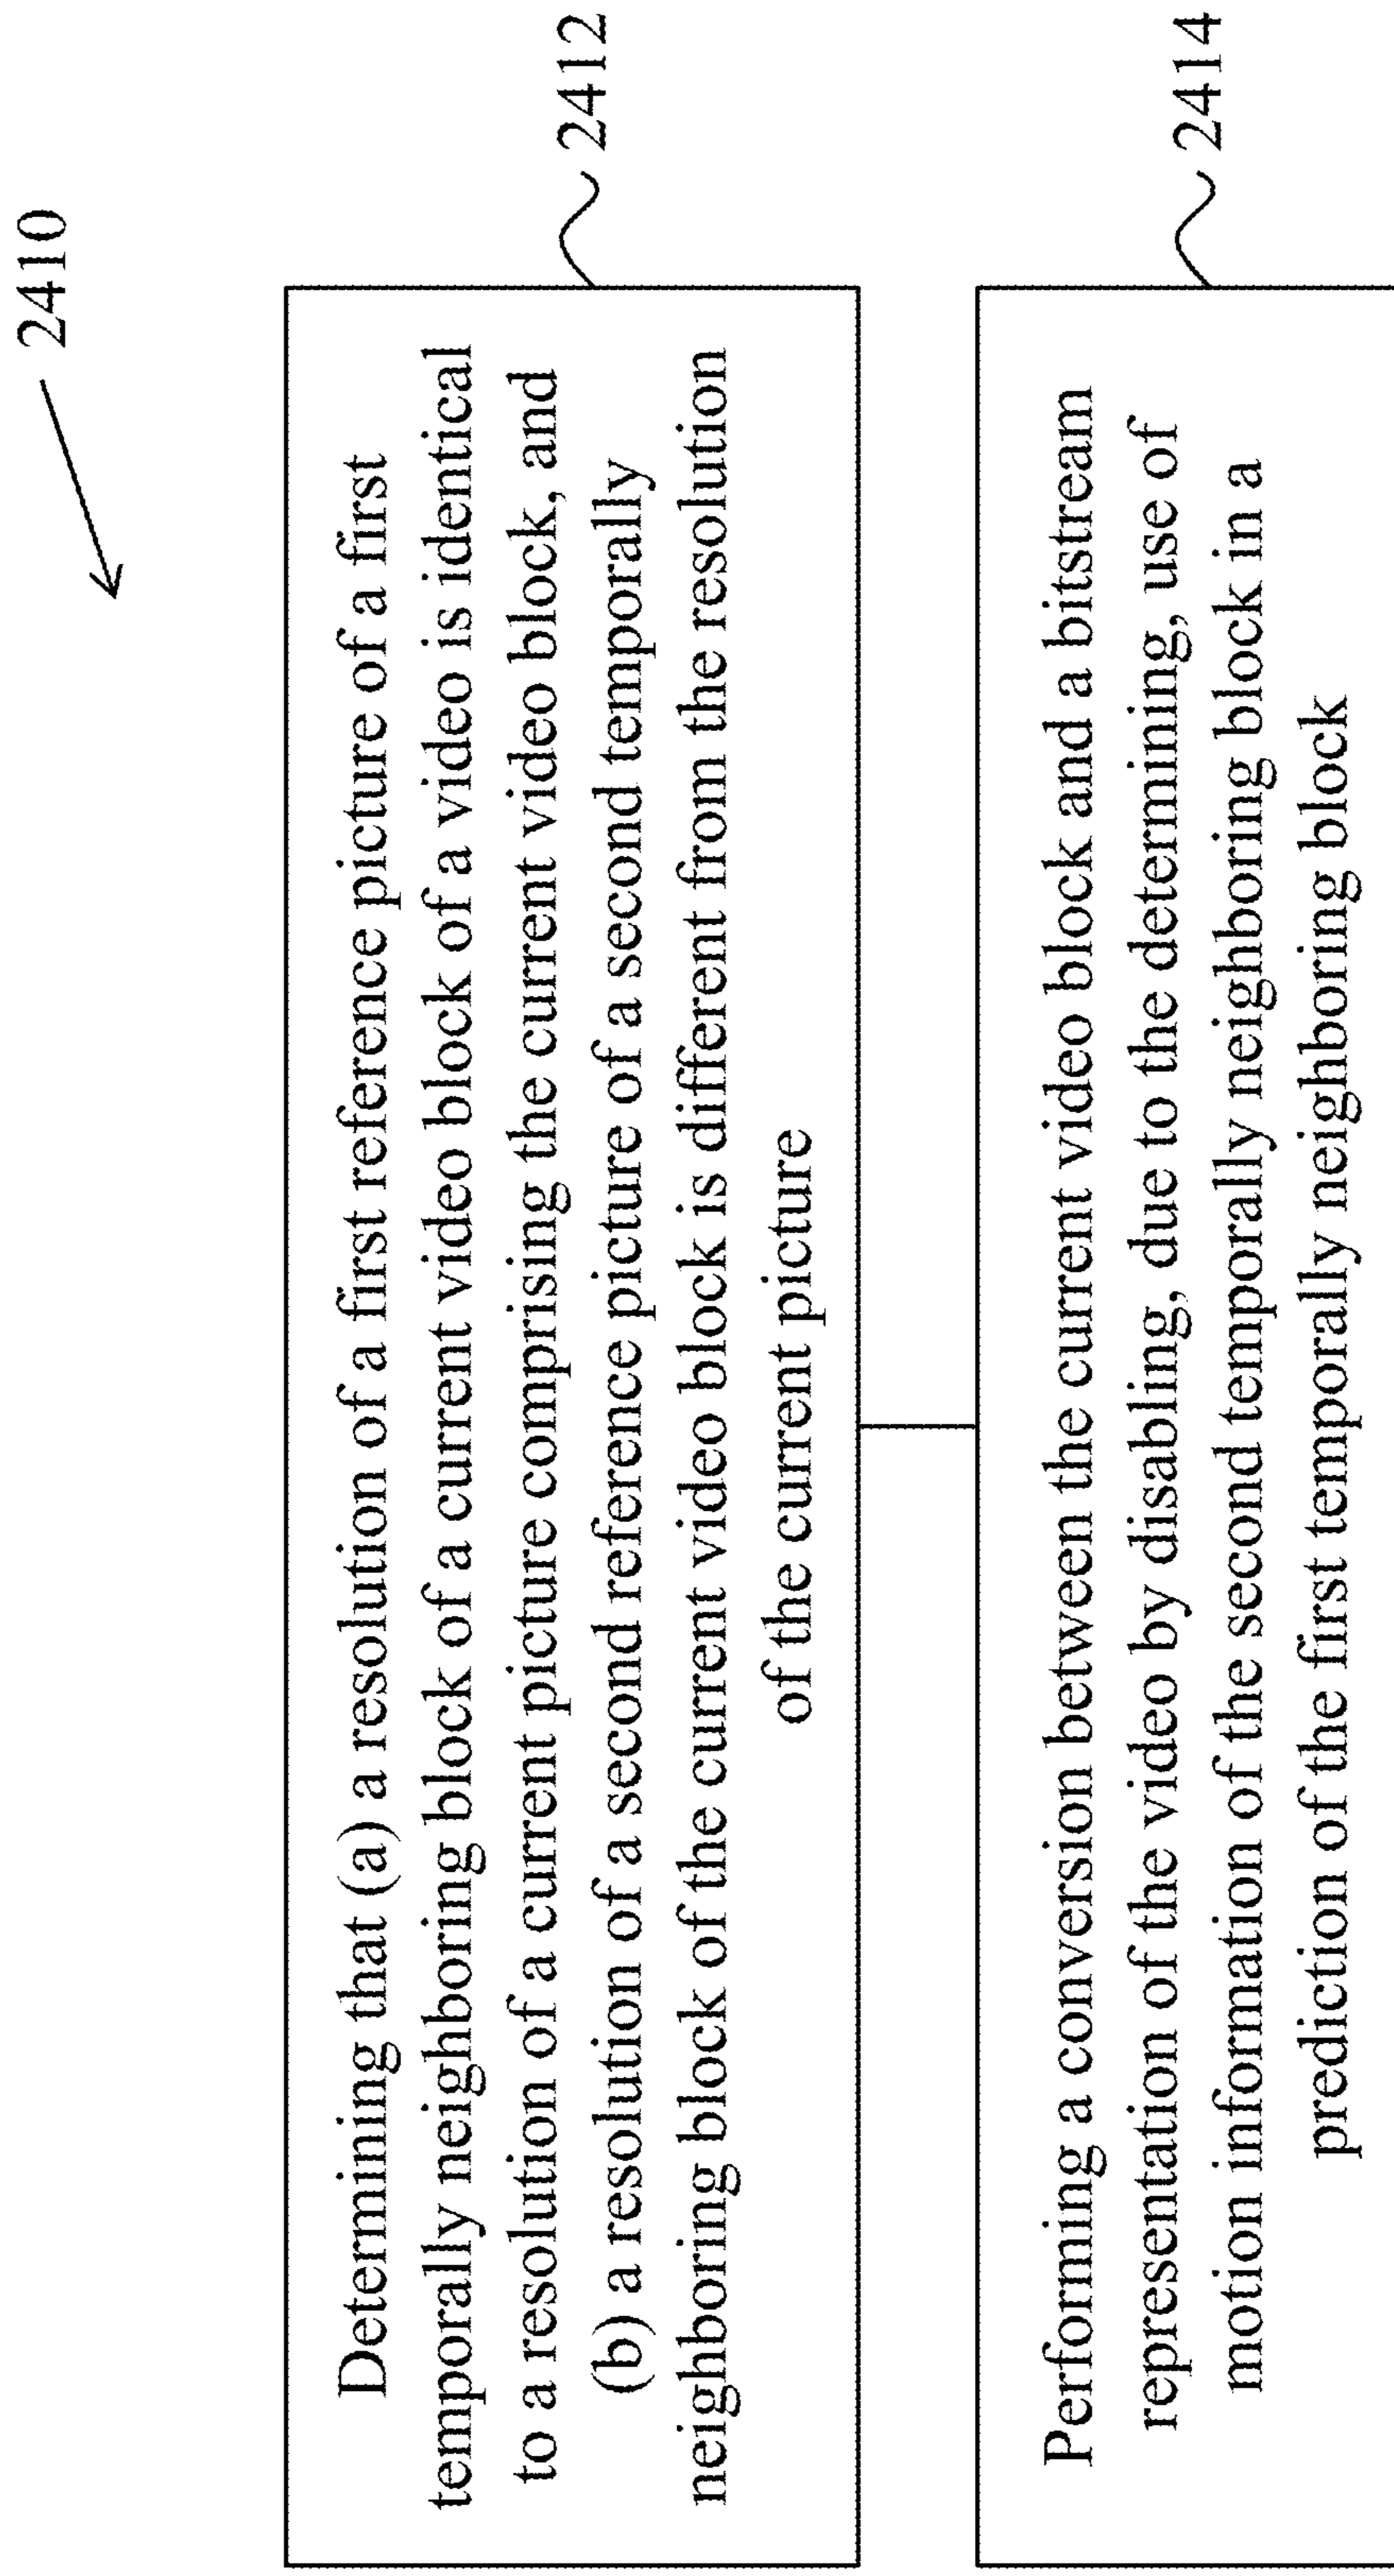 2410
Determining that (a) a resolution of a first reference picture of a first
temporally neighboring block of a current video block of a video is identical
to a resolution of a current picture comprising the current video block, and
(b) a resolution of a second reference picture of a second temporally
neighboring block of the current video block is different from the resolution
of the current picture
2412
Performing a conversion between the current video block and a bitstream
representation of the video by disabling, due to the determining, use of
motion information of the second temporally neighboring block in a
prediction of the first temporally neighboring block
2414